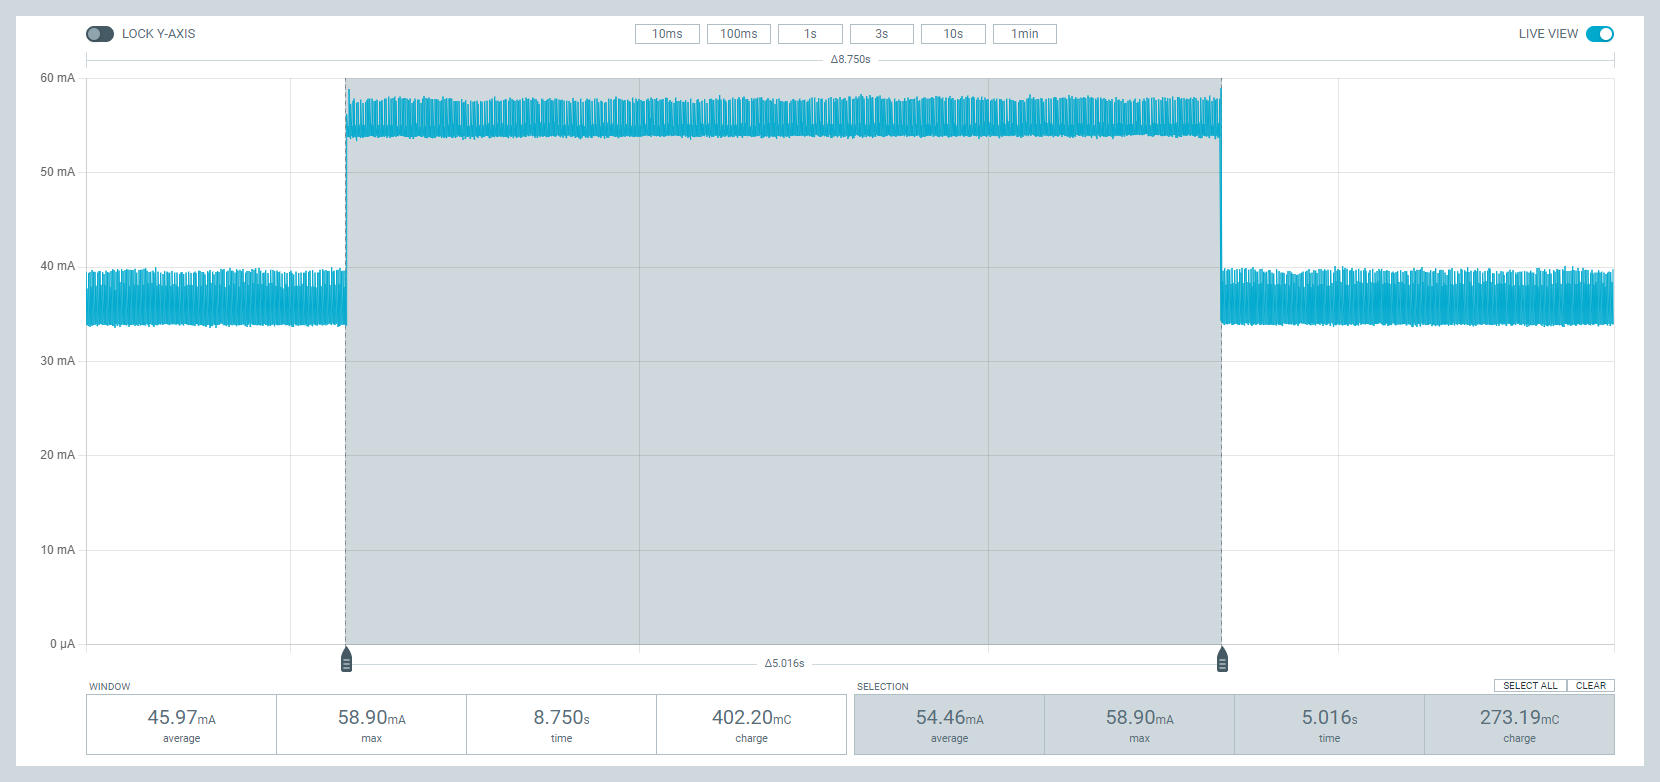 LOCK Y-AXIS 10ms 100ms 1s 3s 10s 1min LIVE VIEW
Δ8.750s
60 mA
50 mA
40 mA
30 mA
20 mA
10 mA
0 µA
Δ5.016s
WINDOW SELECTION SELECT ALL CLEAR
45.97mA 58.90mA 8.750s 402.20mC 54.46mA 58.90mA 5.016s 273.19mC
average max time charge average max time charge